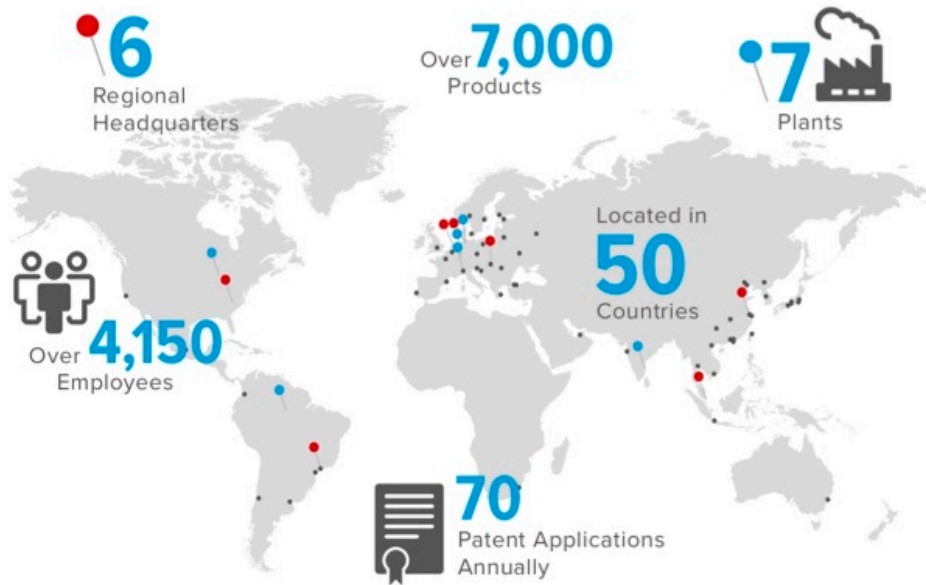 6
Regional
Headquarters
Over 7,000
Products
7
Plants
Located in
50
Countries
Over 4,150
Employees
70
Patent Applications
Annually